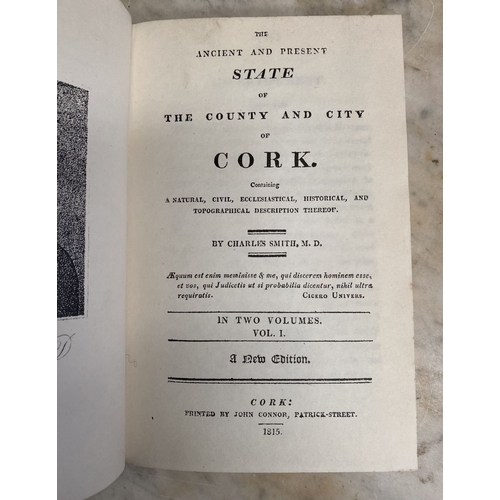 THE
ANCIENT AND PRESENT
STATE
OF
THE COUNTY AND CITY
OF
CORK.
Containing
A NATURAL, CIVIL, ECCLESIASTICAL, HISTORICAL, AND
TOPOGRAPHICAL DESCRIPTION THEREOF.
BY CHARLES SMITH, M. D.
Æquum est enim meminisse & me, qui discerem hominem esse,
et vos, qui Judicetis ut si probabilia dicentur, nihil ultra
requiratis. CICERO UNIVERS.
IN TWO VOLUMES.
VOL. I.
A New Edition.
CORK:
PRINTED BY JOHN CONNOR, PATRICK-STREET.
1815.